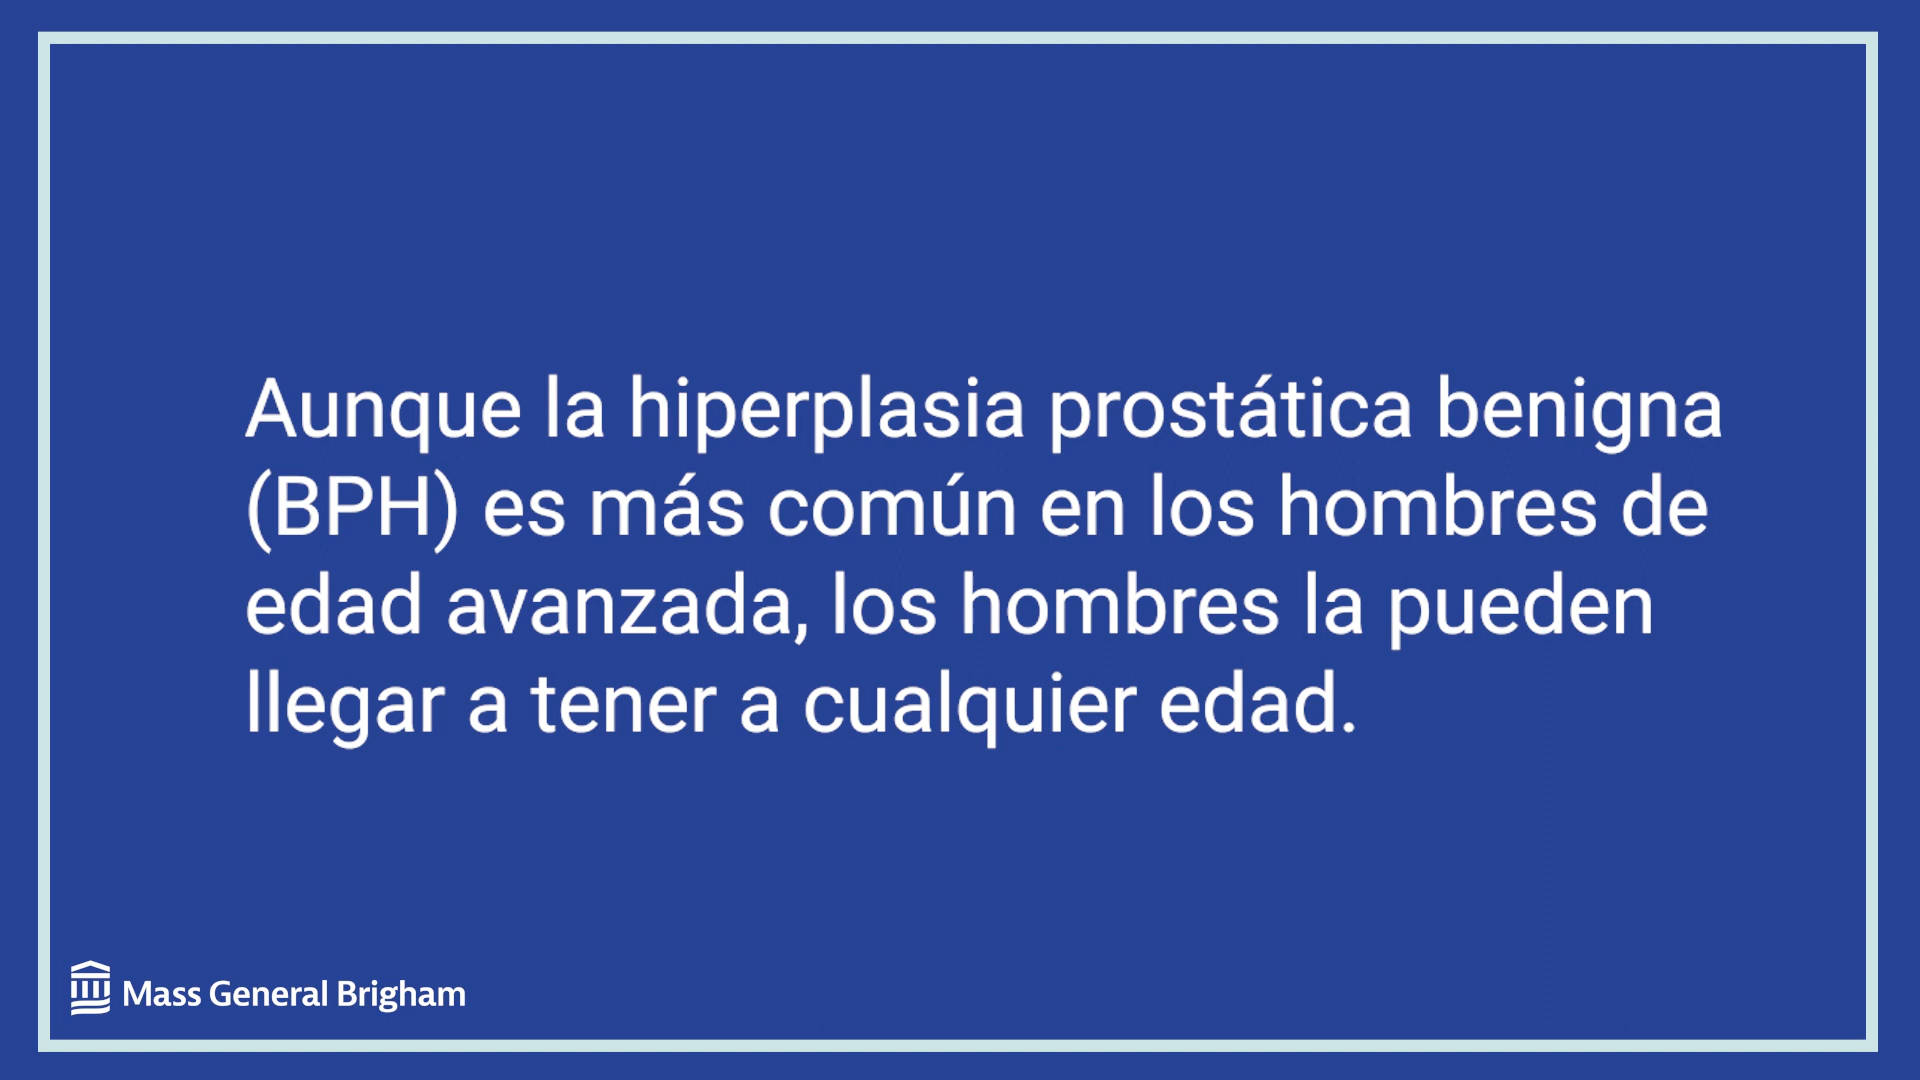 Aunque la hiperplasia prostática benigna
(BPH) es más común en los hombres de
edad avanzada, los hombres la pueden
llegar a tener a cualquier edad.
Mass General Brigham